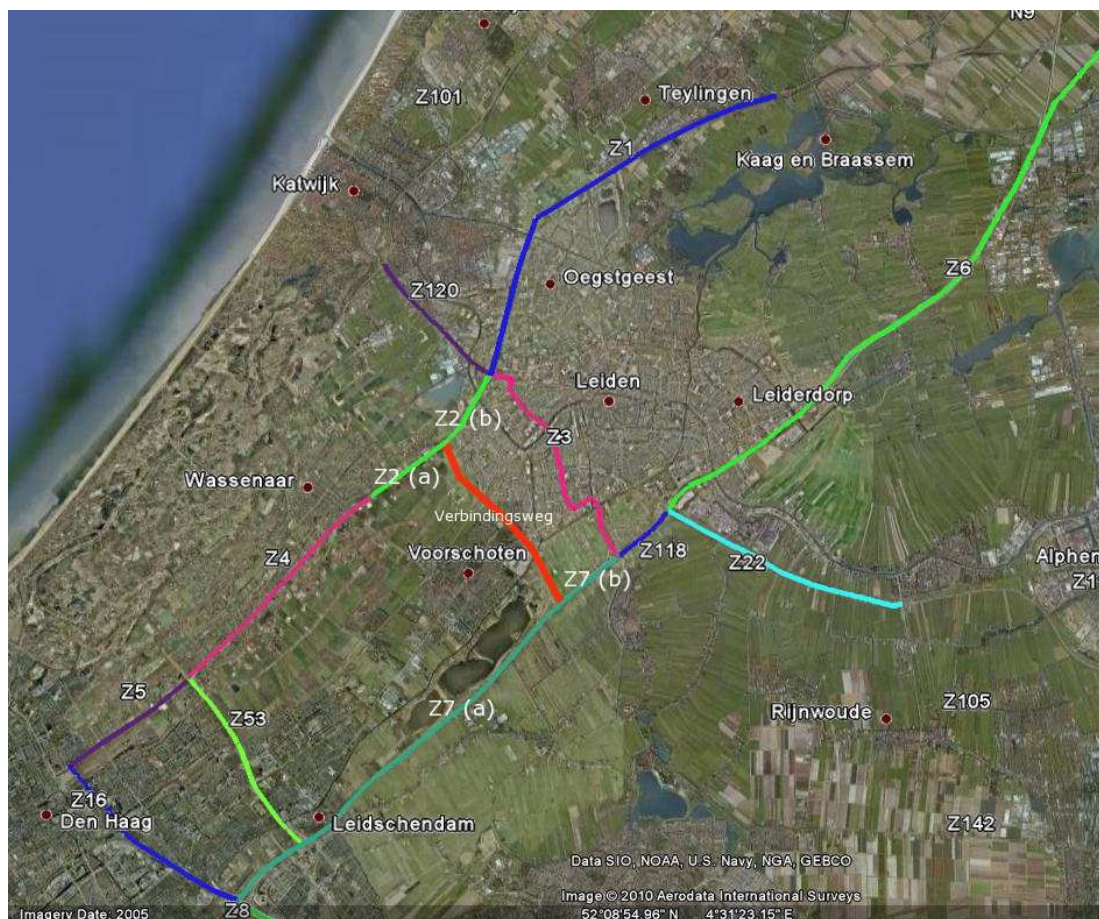 N9
Z101
Teylingen
Z1
Kaag en Braassem
Katwijk
Z6
Z120
Oegstgeest
Leiden
Leiderdorp
Z2 (b)
Z3
Wassenaar
Z2 (a)
Verbindingsweg
Voorschoten
Z118
Alphen
Z4
Z7 (b)
Z22
Z5
Z53
Z7 (a)
Z105
Rijnwoude
Z16
Den Haag
Leidschendam
Z142
Data SIO, NOAA, U.S. Navy, NGA, GEBCO
Image © 2010 Aerodata International Surveys
Z8
Imagery Date: 2005
52°08'54.96" N 4°31'23.15" E